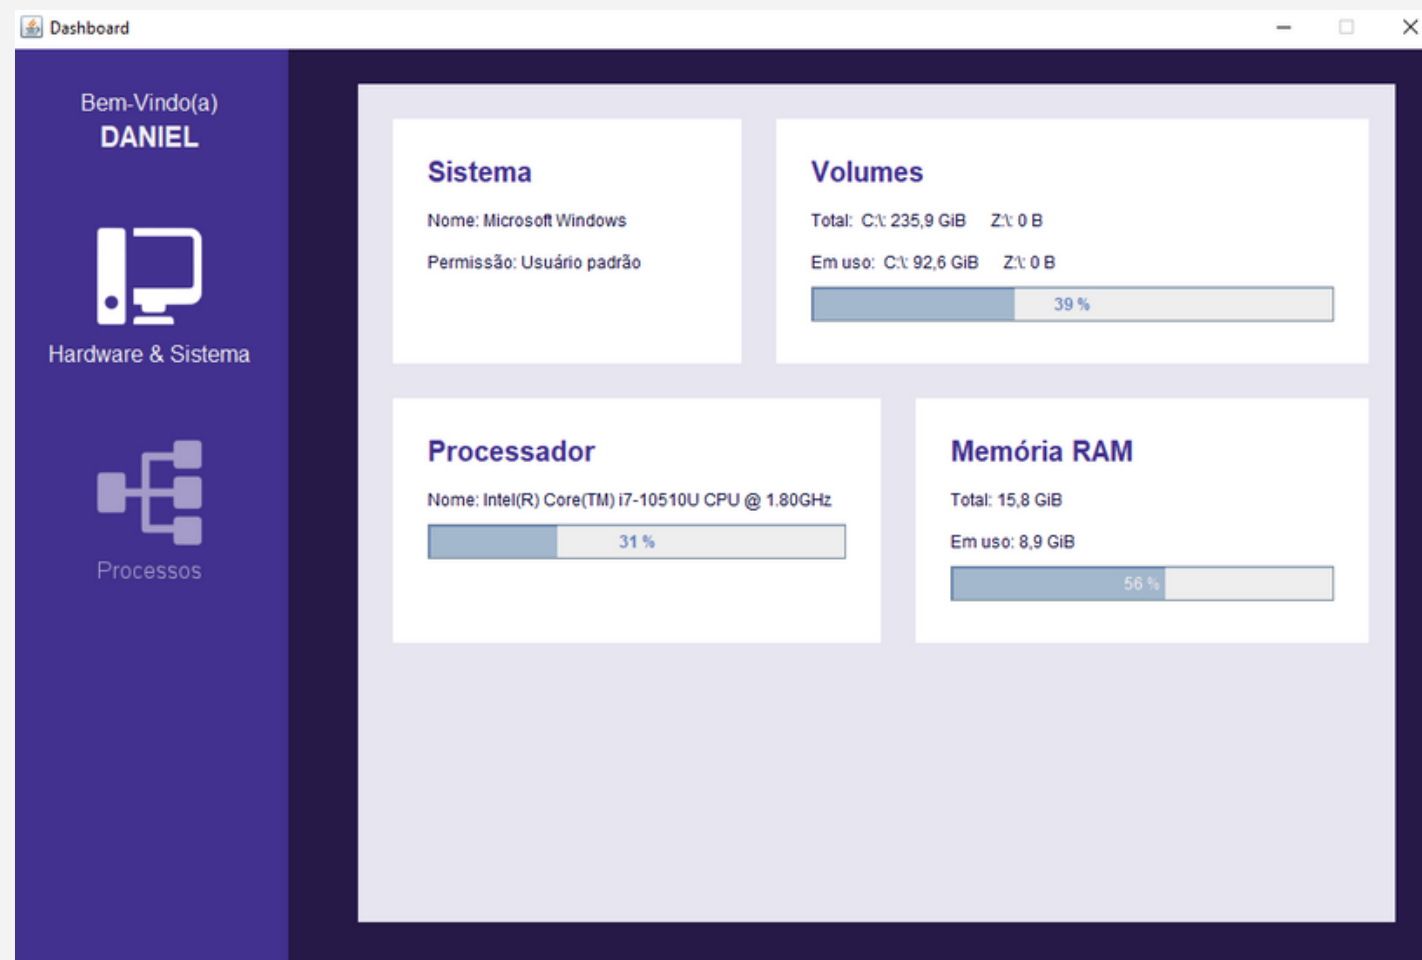 Dashboard
Bem-Vindo(a)
DANIEL
Hardware & Sistema
Processos
Sistema
Nome: Microsoft Windows
Permissão: Usuário padrão
Volumes
Total: C:\: 235,9 GiB Z:\: 0 B
Em uso: C:\: 92,6 GiB Z:\: 0 B
39 %
Processador
Nome: Intel(R) Core(TM) i7-10510U CPU @ 1.80GHz
31 %
Memória RAM
Total: 15,8 GiB
Em uso: 8,9 GiB
56 %